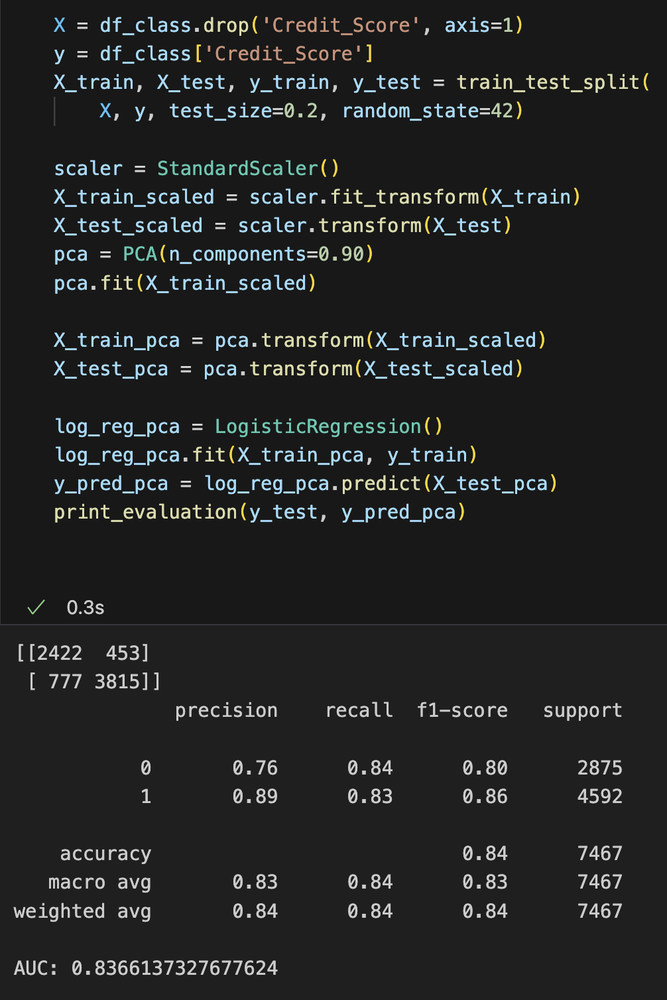 X = df_class.drop('Credit_Score', axis=1)
y = df_class['Credit_Score']
X_train, X_test, y_train, y_test = train_test_split(
    X, y, test_size=0.2, random_state=42)
scaler = StandardScaler()
X_train_scaled = scaler.fit_transform(X_train)
X_test_scaled = scaler.transform(X_test)
pca = PCA(n_components=0.90)
pca.fit(X_train_scaled)
X_train_pca = pca.transform(X_train_scaled)
X_test_pca = pca.transform(X_test_scaled)
log_reg_pca = LogisticRegression()
log_reg_pca.fit(X_train_pca, y_train)
y_pred_pca = log_reg_pca.predict(X_test_pca)
print_evaluation(y_test, y_pred_pca)
0.3s
[[2422  453]
 [ 777 3815]]
              precision    recall  f1-score   support
           0       0.76      0.84      0.80      2875
           1       0.89      0.83      0.86      4592
    accuracy                           0.84      7467
   macro avg       0.83      0.84      0.83      7467
weighted avg       0.84      0.84      0.84      7467
AUC: 0.8366137327677624